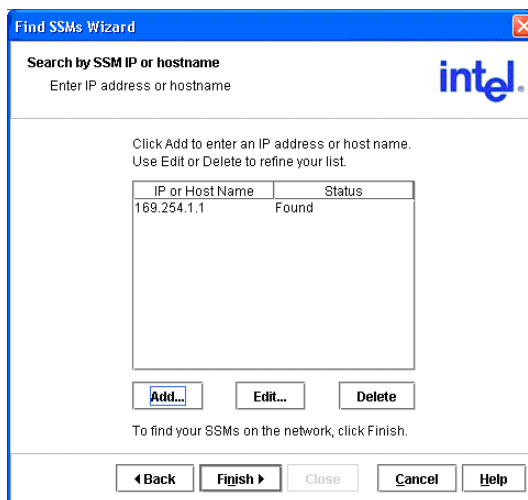 Find SSMs Wizard
Search by SSM IP or hostname
Enter IP address or hostname
intel.
Click Add to enter an IP address or host name.
Use Edit or Delete to refine your list.
IP or Host Name Status
169.254.1.1 Found
Add... Edit... Delete
To find your SSMs on the network, click Finish.
Back Finish Close Cancel Help